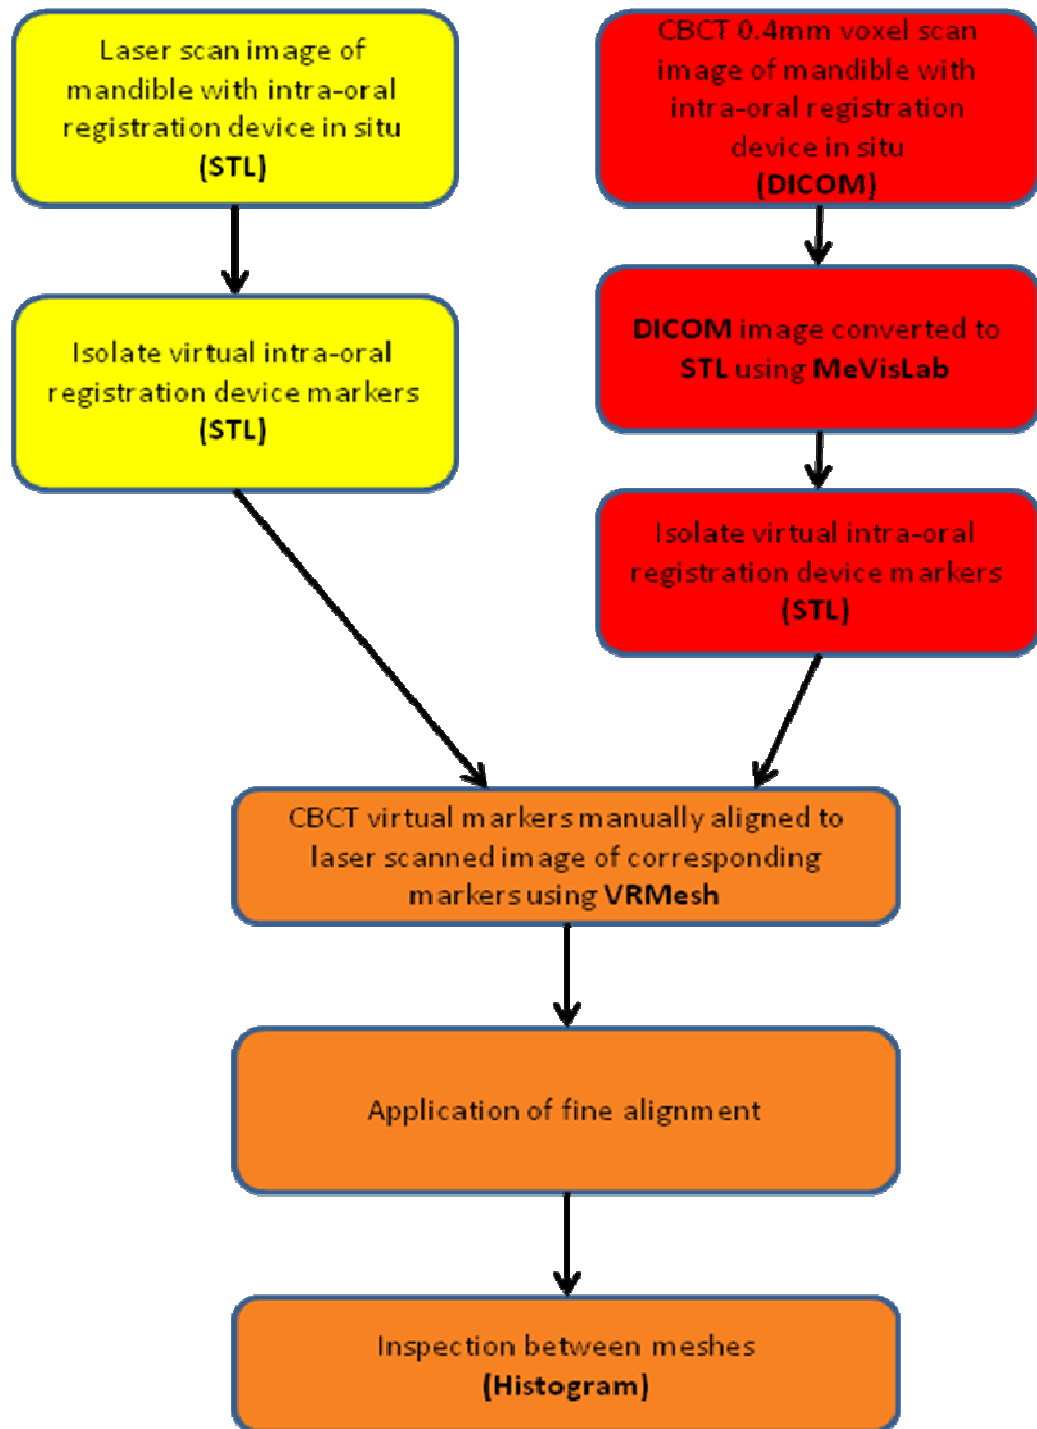 Laser scan image of
mandible with intra-oral
registration device in situ
(STL)
CBCT 0.4mm voxel scan
image of mandible with
intra-oral registration
device in situ
(DICOM)
Isolate virtual intra-oral
registration device markers
(STL)
DICOM image converted to
STL using MeVisLab
Isolate virtual intra-oral
registration device markers
(STL)
CBCT virtual markers manually aligned to
laser scanned image of corresponding
markers using VRMesh
Application of fine alignment
Inspection between meshes
(Histogram)